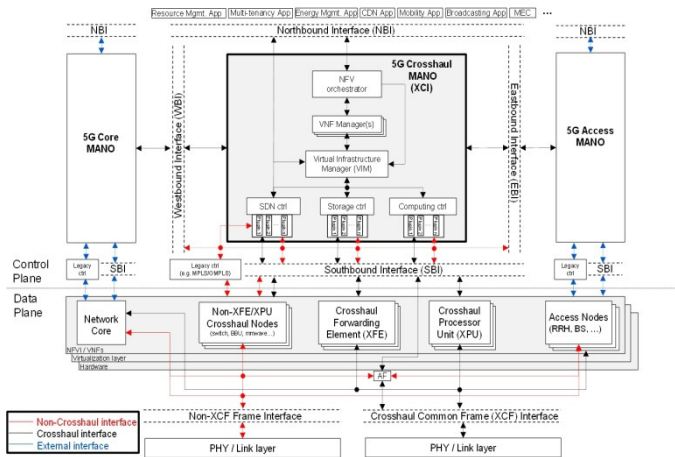 Resource Mgmt. App
Multi-tenancy App
Energy Mgmt. App
CDN App
Mobility App
Broadcasting App
MEC
...
NBI
Northbound Interface (NBI)
NBI
5G Core
MANO
Westbound Interface (WBI)
5G Crosshaul
MANO
(XCI)
NFV
orchestrator
VNF Manager(s)
Virtual Infrastructure
Manager (VIM)
SDN ctrl
Storage ctrl
Computing ctrl
Eastbound Interface (EBI)
5G Access
MANO
Control
Plane
Legacy
ctrl
SBI
Legacy ctrl
(e.g. MPLS/GMPLS)
Southbound Interface (SBI)
Legacy
ctrl
SBI
Data
Plane
Network
Core
Non-XFE/XPU
Crosshaul Nodes
(switch, BBU, mmwave...)
Crosshaul
Forwarding
Element (XFE)
Crosshaul
Processor
Unit (XPU)
Access Nodes
(RRH, BS, ...)
NFVI / VNFs
Virtualization layer
Hardware
AF
Non-XCF Frame Interface
Crosshaul Common Frame (XCF) Interface
PHY / Link layer
PHY / Link layer
Non-Crosshaul interface
Crosshaul interface
External interface